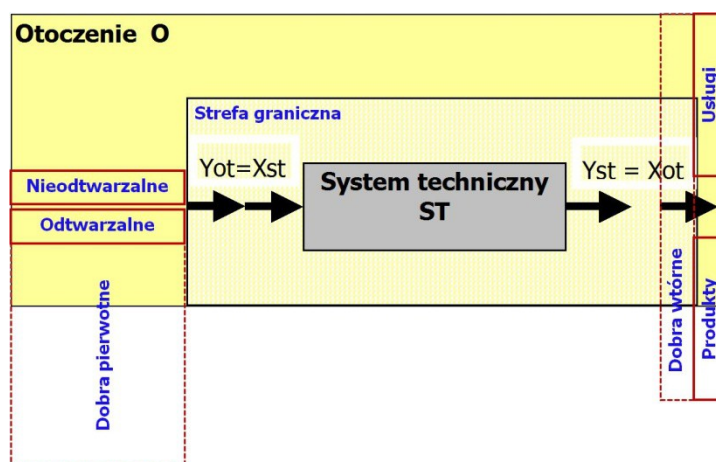 Otoczenie O
Strefa graniczna
Yot=Xst
System techniczny
ST
Yst = Xot
Nieodtwarzalne
Odtwarzalne
Dobra pierwotne
Dobra wtórne
Usługi
Produkty